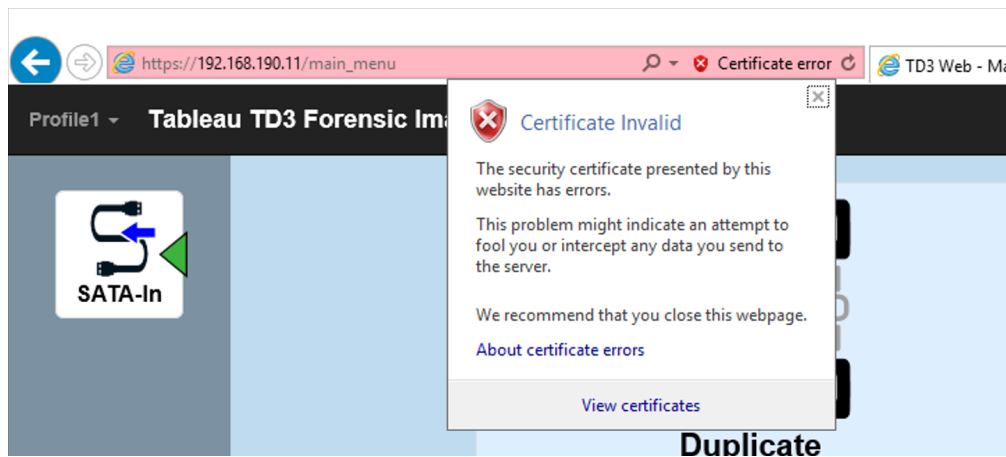 https://192.168.190.11/main_menu
Certificate error
TD3 Web - Ma
Profile1
Tableau TD3 Forensic Ima
Certificate Invalid
The security certificate presented by this
website has errors.
This problem might indicate an attempt to
fool you or intercept any data you send to
the server.
We recommend that you close this webpage.
About certificate errors
View certificates
SATA-In
Duplicate